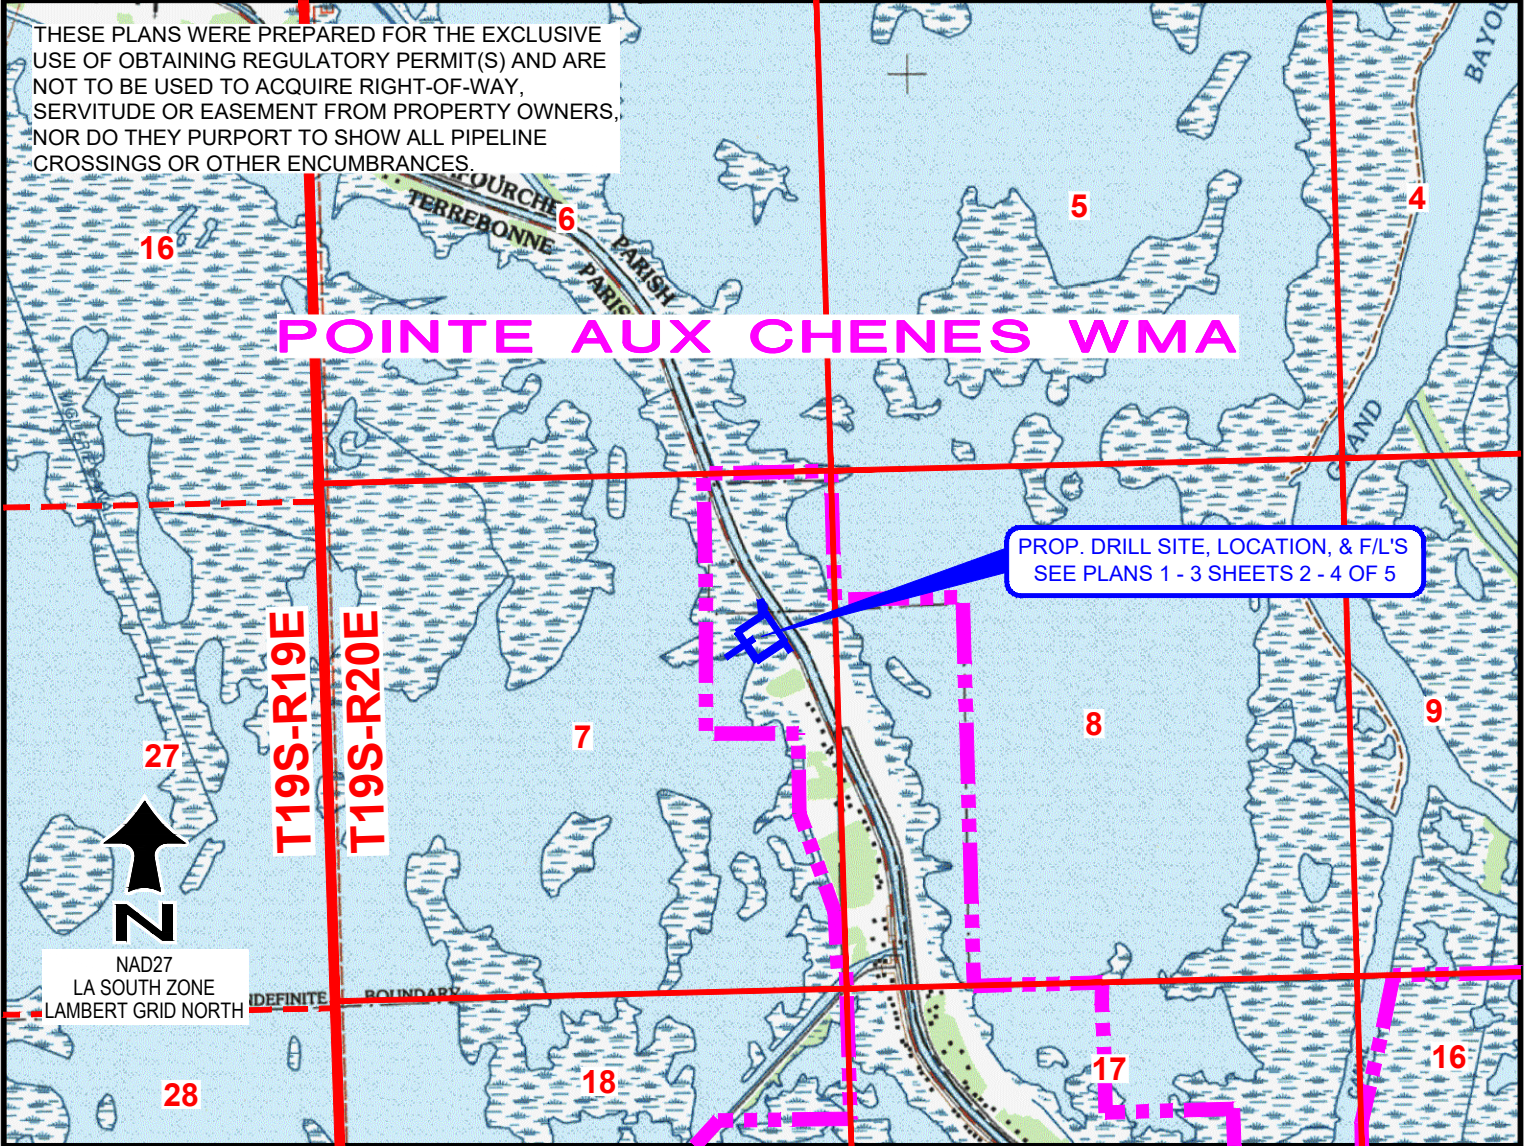 THESE PLANS WERE PREPARED FOR THE EXCLUSIVE
USE OF OBTAINING REGULATORY PERMIT(S) AND ARE
NOT TO BE USED TO ACQUIRE RIGHT-OF-WAY,
SERVITUDE OR EASEMENT FROM PROPERTY OWNERS,
NOR DO THEY PURPORT TO SHOW ALL PIPELINE
CROSSINGS OR OTHER ENCUMBRANCES.
BAYOU
FOURCHE
PARISH
TERREBONNE
PARIS
16
6
5
4
POINTE AUX CHENES WMA
PROP. DRILL SITE, LOCATION, & F/L'S
SEE PLANS 1 - 3 SHEETS 2 - 4 OF 5
T19S-R19E
T19S-R20E
27
7
8
9
N
NAD27
LA SOUTH ZONE
LAMBERT GRID NORTH
NDEFINITE BOUNDARY
28
18
17
16